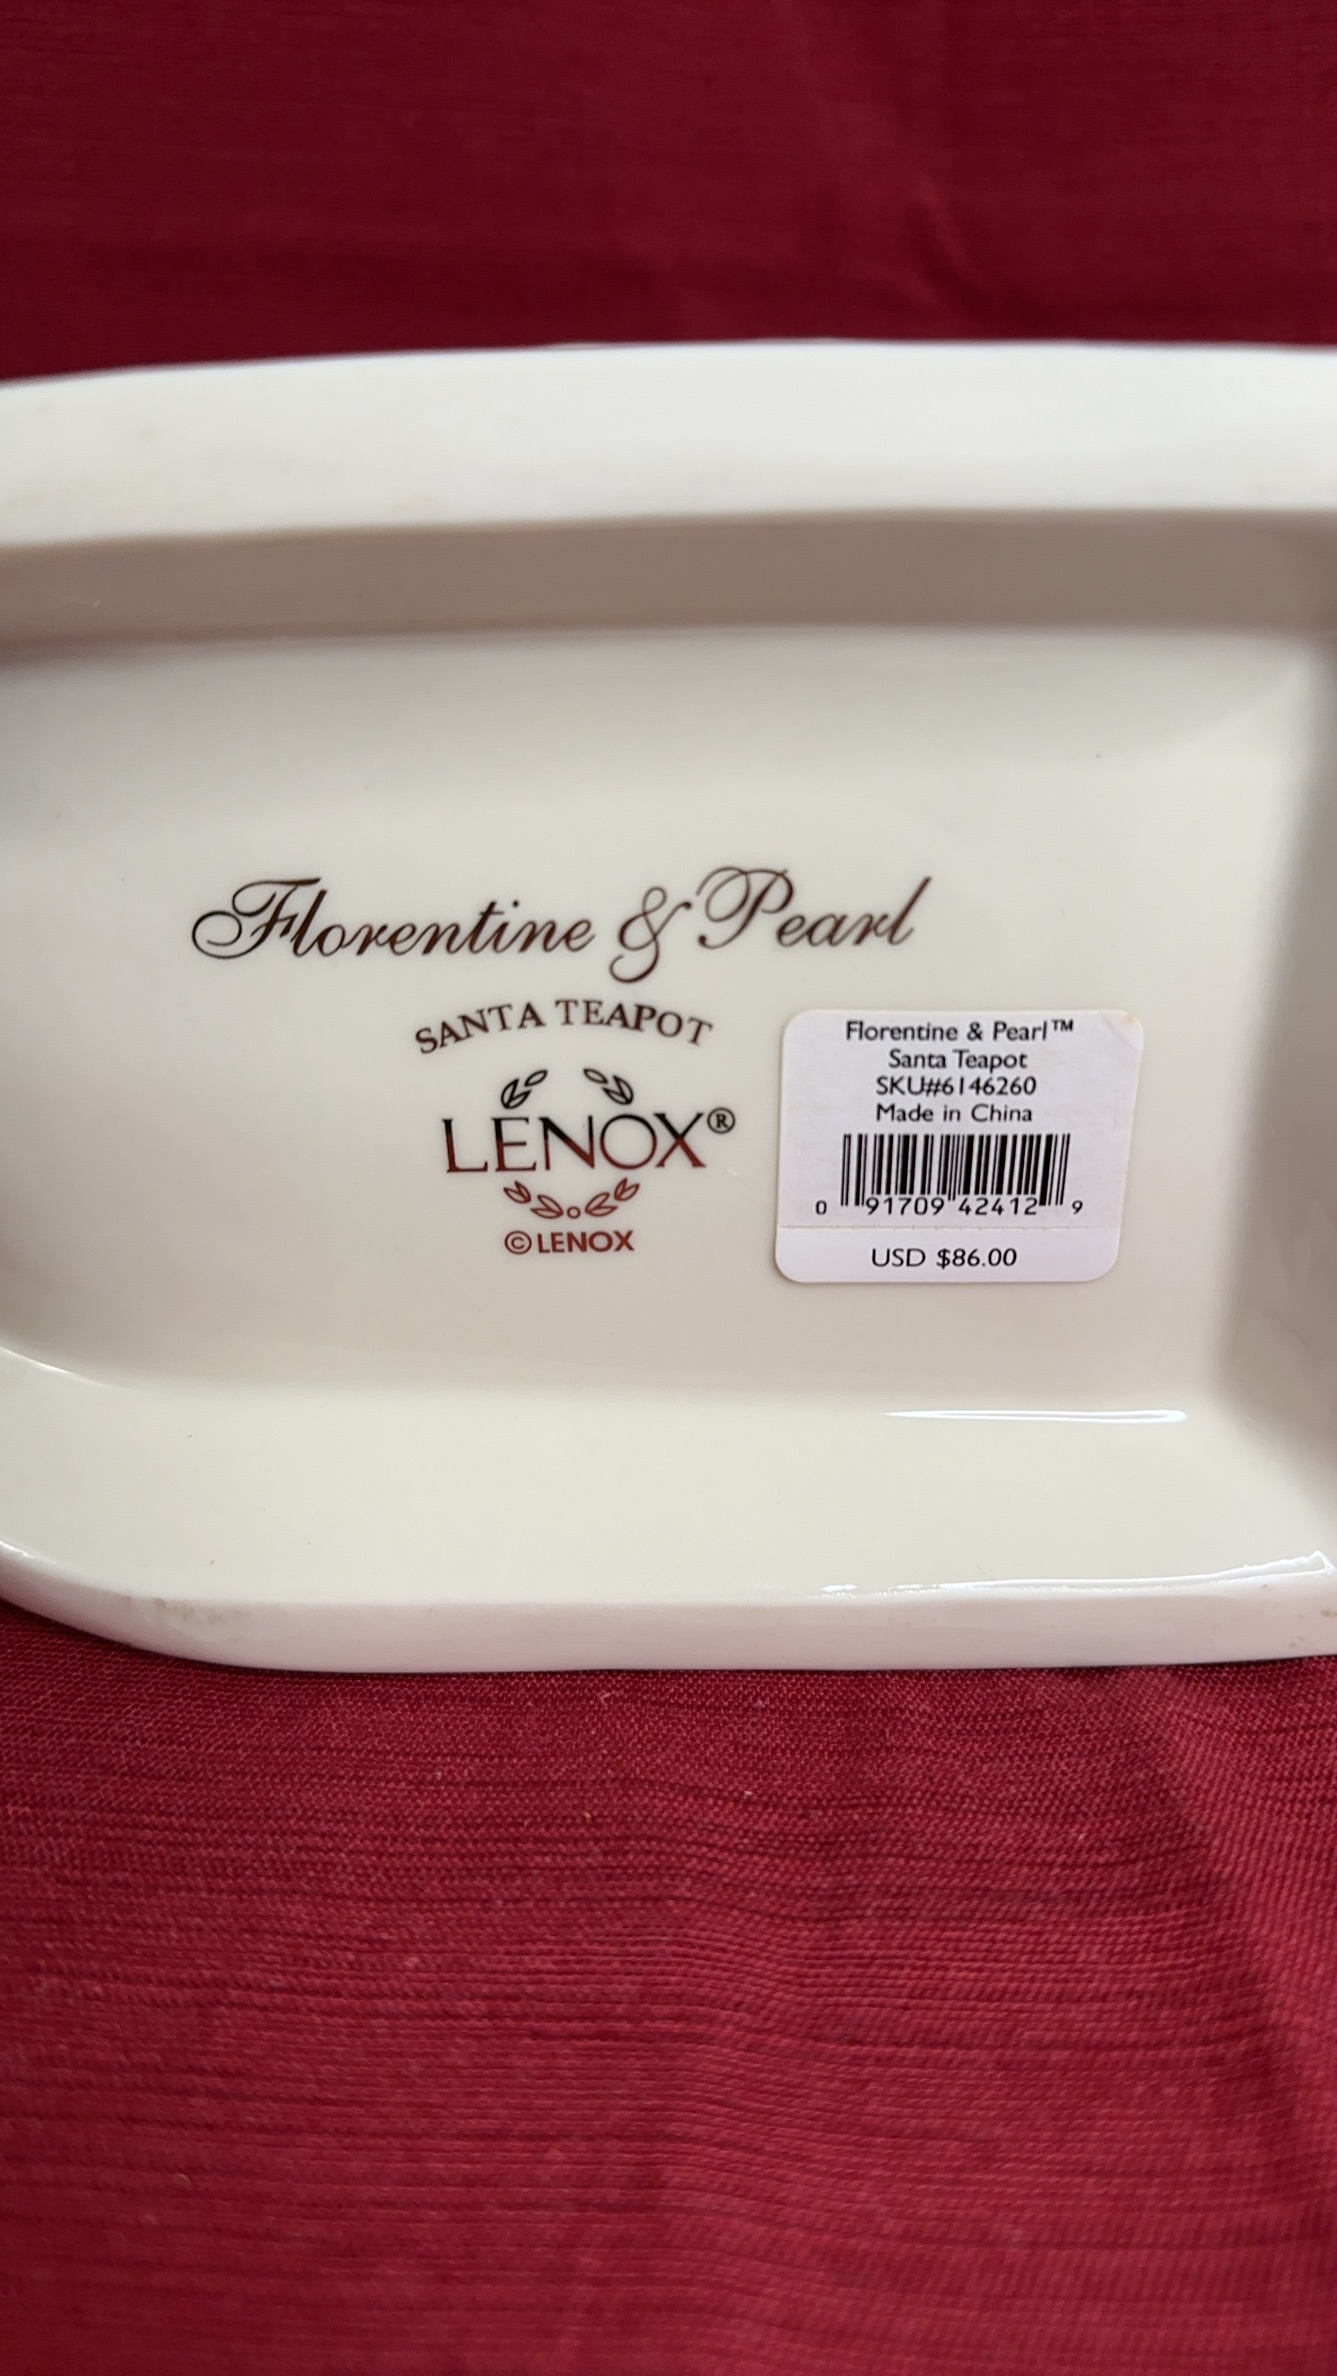 Florentine & Pearl
SANTA TEAPOT
LENOX®
©LENOX
Florentine & Pearl™
Santa Teapot
SKU#6146260
Made in China
0 91709 42412 9
USD $86.00